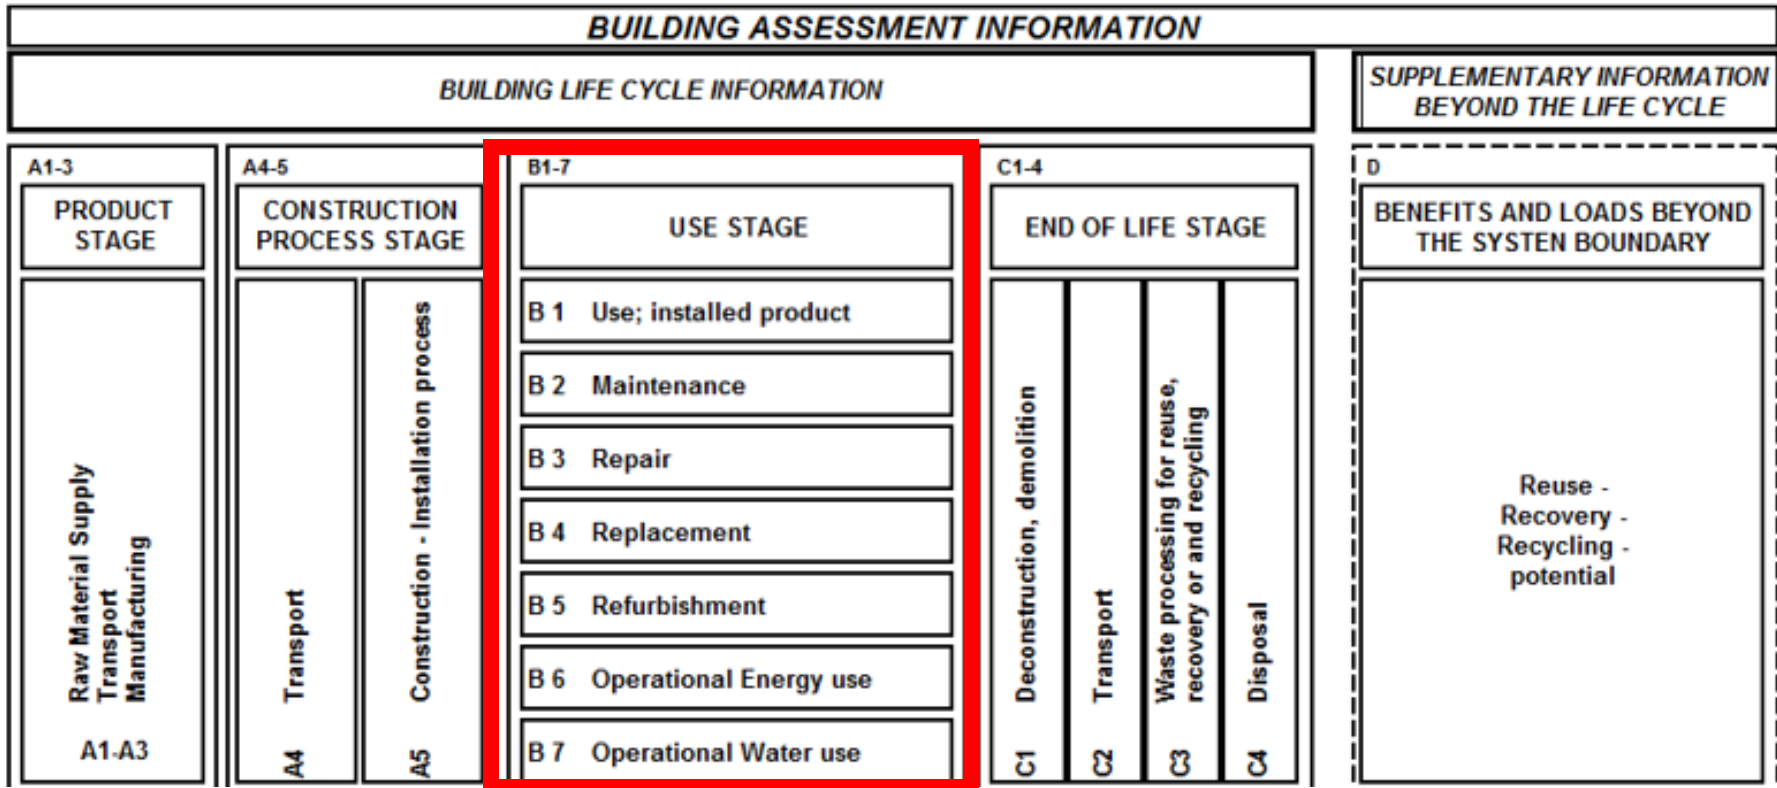 BUILDING ASSESSMENT INFORMATION
BUILDING LIFE CYCLE INFORMATION
SUPPLEMENTARY INFORMATION
BEYOND THE LIFE CYCLE
A1-3
PRODUCT
STAGE
Raw Material Supply
Transport
Manufacturing
A1-A3
A4-5
CONSTRUCTION
PROCESS STAGE
A4 Transport
A5 Construction - Installation process
B1-7
USE STAGE
B 1 Use; installed product
B 2 Maintenance
B 3 Repair
B 4 Replacement
B 5 Refurbishment
B 6 Operational Energy use
B 7 Operational Water use
C1-4
END OF LIFE STAGE
C1 Deconstruction, demolition
C2 Transport
C3 Waste processing for reuse,
recovery or and recycling
C4 Disposal
D
BENEFITS AND LOADS BEYOND
THE SYSTEN BOUNDARY
Reuse -
Recovery -
Recycling -
potential